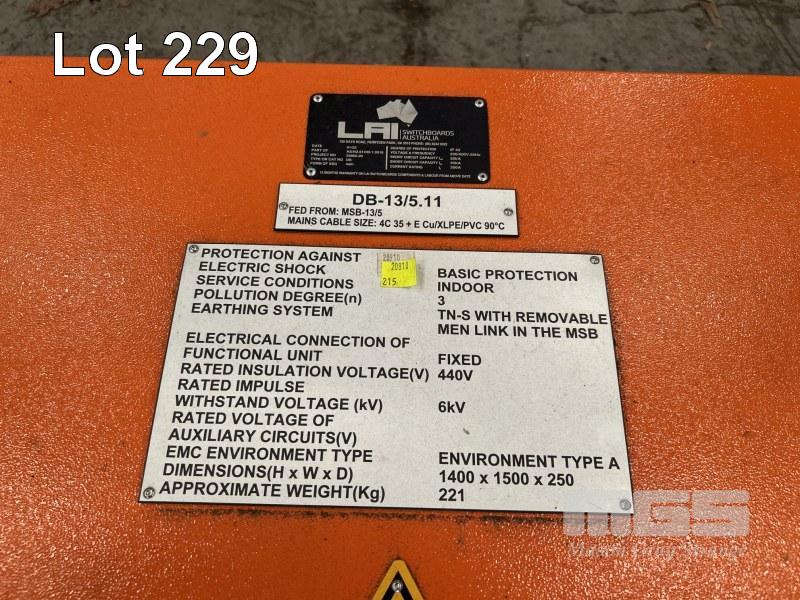 Lot 229
LAI SWITCHBOARDS
AUSTRALIA
DB-13/5.11
FED FROM: MSB-13/5
MAINS CABLE SIZE: 4C 35 + E Cu/XLPE/PVC 90°C
PROTECTION AGAINST
ELECTRIC SHOCK BASIC PROTECTION
SERVICE CONDITIONS INDOOR
POLLUTION DEGREE(n) 3
EARTHING SYSTEM TN-S WITH REMOVABLE
MEN LINK IN THE MSB
ELECTRICAL CONNECTION OF
FUNCTIONAL UNIT FIXED
RATED INSULATION VOLTAGE(V) 440V
RATED IMPULSE
WITHSTAND VOLTAGE (kV) 6kV
RATED VOLTAGE OF
AUXILIARY CIRCUITS(V)
EMC ENVIRONMENT TYPE ENVIRONMENT TYPE A
DIMENSIONS(H x W x D) 1400 x 1500 x 250
APPROXIMATE WEIGHT(Kg) 221
20910
20910
215
MGS